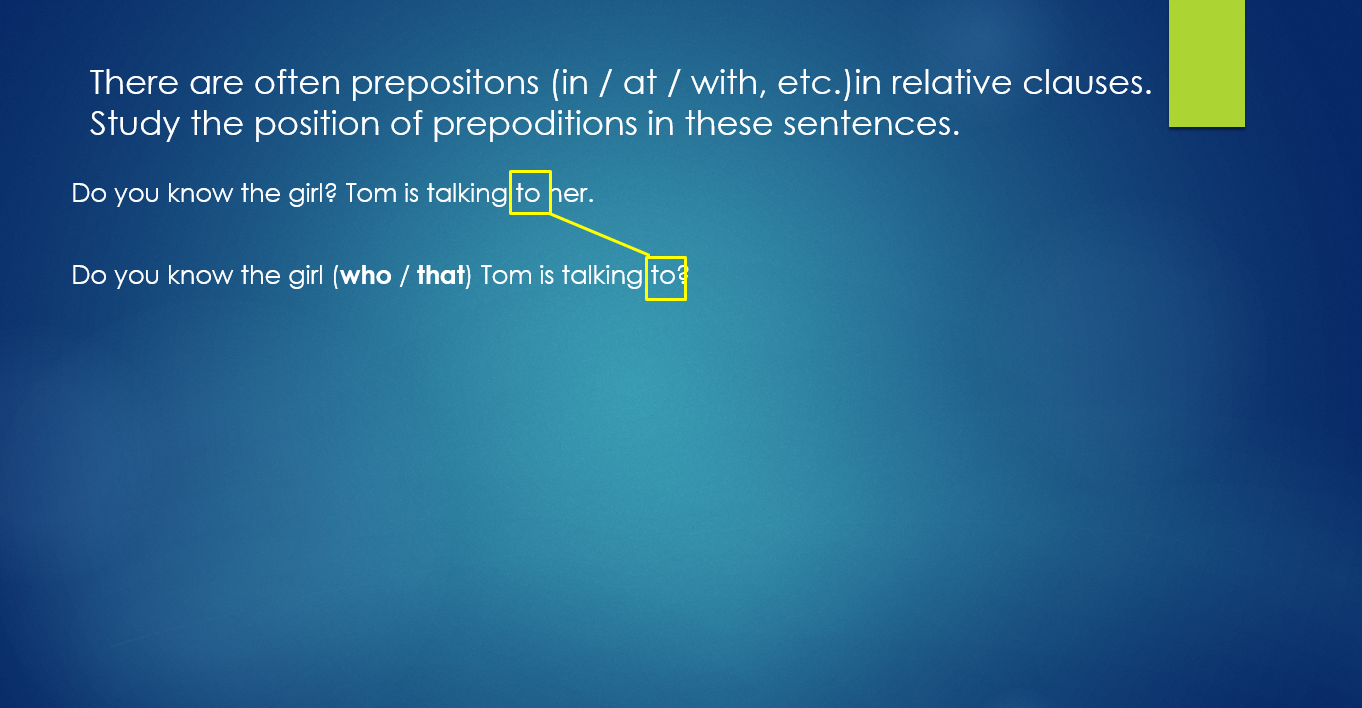 There are often prepositons (in / at / with, etc.)in relative clauses.
Study the position of prepoditions in these sentences.
Do you know the girl? Tom is talking to her.
Do you know the girl (who / that) Tom is talking to?